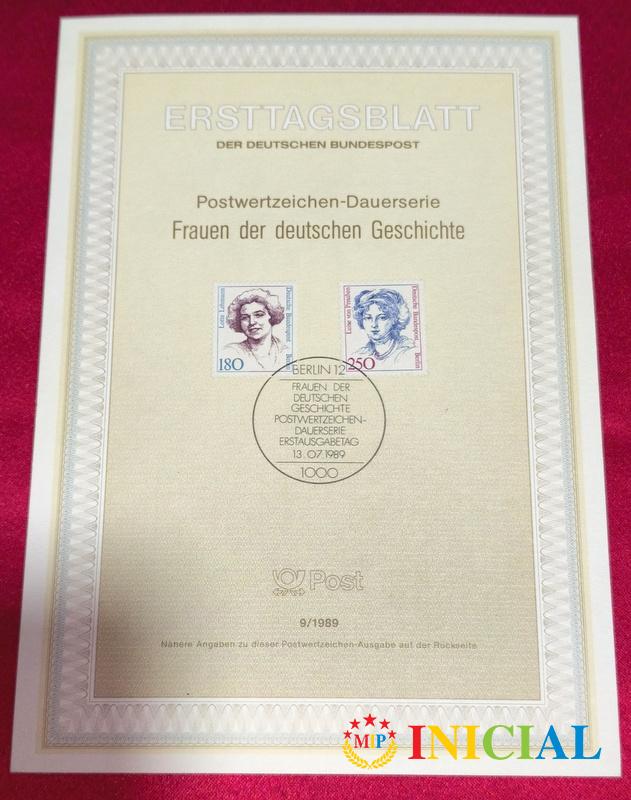 ERSTTAGSBLATT
DER DEUTSCHEN BUNDESPOST
Postwertzeichen-Dauerserie
Frauen der deutschen Geschichte
Lotte Lehmann
Deutsche Bundespost Berlin
180
Luise von Preußen
Deutsche Bundespost Berlin
250
BERLIN 12
FRAUEN DER
DEUTSCHEN
GESCHICHTE
POSTWERTZEICHEN-
DAUERSERIE
ERSTAUSGABETAG
13.07.1989
1000
Post
9/1989
Nähere Angaben zu dieser Postwertzeichen-Ausgabe auf der Rückseite
MIP INICIAL